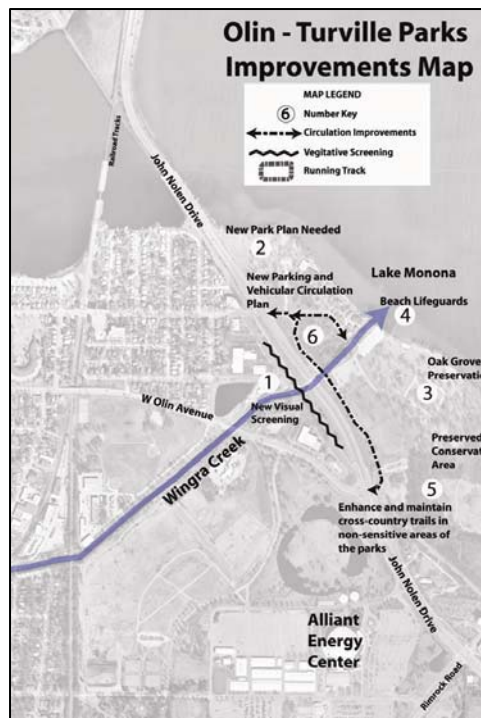 Olin - Turville Parks
Improvements Map
MAP LEGEND
6 Number Key
Circulation Improvements
Vegitative Screening
Running Track
Railroad Tracks
John Nolen Drive
New Park Plan Needed
2
Lake Monona
New Parking and
Vehicular Circulation
Plan
Beach Lifeguards
4
6
Oak Grove
Preservatio
3
1
New Visual
Screening
W Olin Avenue
Wingra Creek
Preserved
Conservat
Area
5
Enhance and maintain
cross-country trails in
non-sensitive areas of
the parks
John Nolen Drive
Alliant
Energy
Center
Rimrock Road